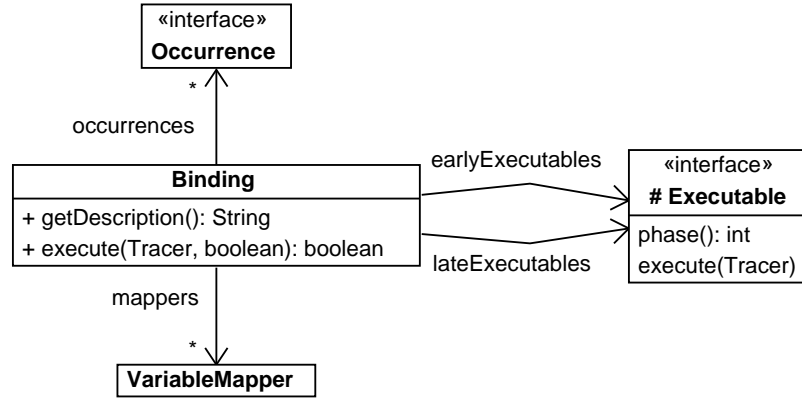 «interface»
Occurrence
*
occurrences
Binding
+ getDescription(): String
+ execute(Tracer, boolean): boolean
earlyExecutables
lateExecutables
«interface»
# Executable
phase(): int
execute(Tracer)
mappers
*
VariableMapper